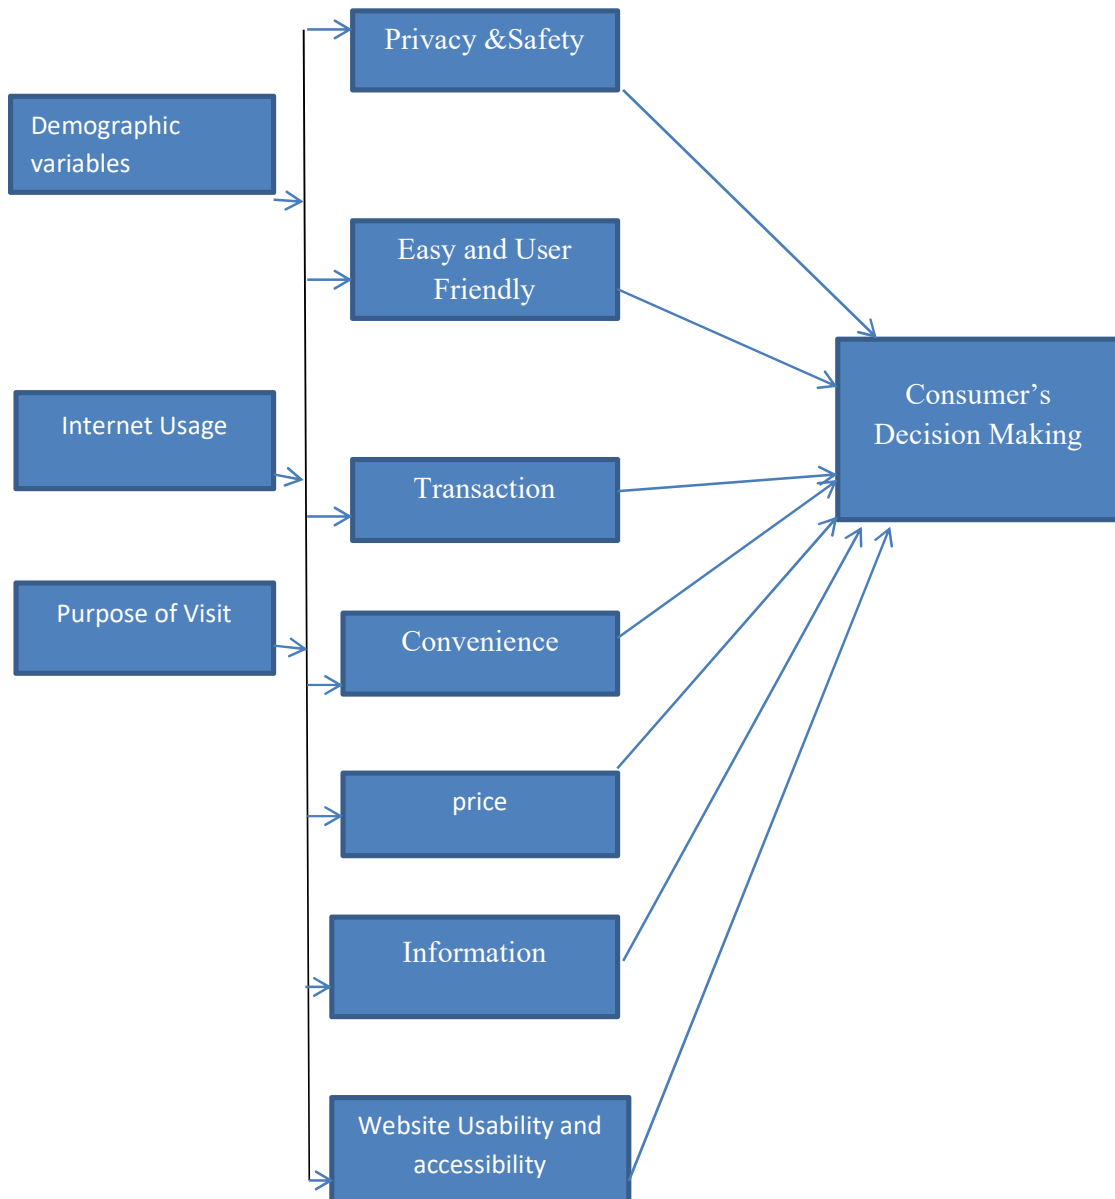 Privacy &Safety
Demographic
variables
Easy and User
Friendly
Consumer’s
Decision Making
Internet Usage
Transaction
Purpose of Visit
Convenience
price
Information
Website Usability and
accessibility